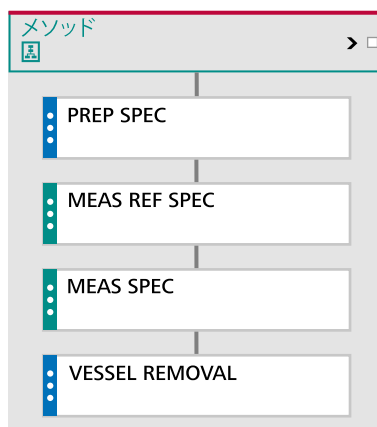 メソッド
PREP SPEC
MEAS REF SPEC
MEAS SPEC
VESSEL REMOVAL